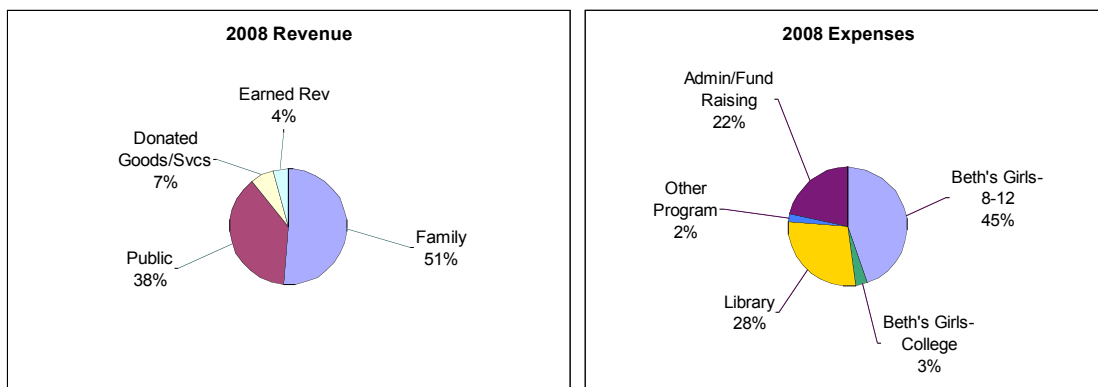 2008 Revenue
Earned Rev
4%
Donated
Goods/Svcs
7%
Public
38%
Family
51%
2008 Expenses
Admin/Fund
Raising
22%
Other
Program
2%
Library
28%
Beth's Girls-
8-12
45%
Beth's Girls-
College
3%